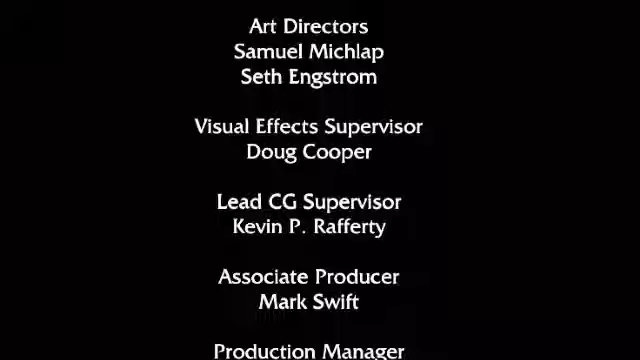 Art Directors
Samuel Michlap
Seth Engstrom
Visual Effects Supervisor
Doug Cooper
Lead CG Supervisor
Kevin P. Rafferty
Associate Producer
Mark Swift
Production Manager